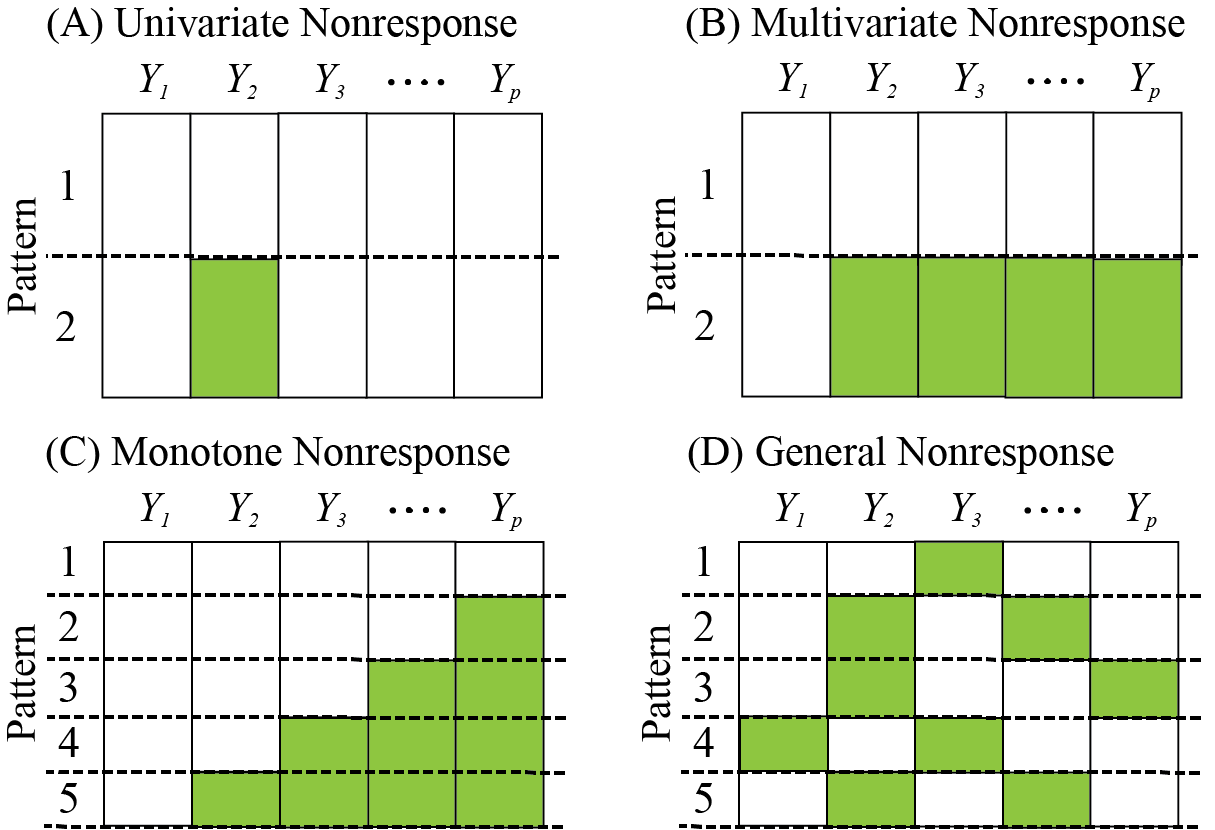 (A) Univariate Nonresponse
Y1 Y2 Y3 .... Yp
Pattern
1
2
(B) Multivariate Nonresponse
Y1 Y2 Y3 .... Yp
Pattern
1
2
(C) Monotone Nonresponse
Y1 Y2 Y3 .... Yp
Pattern
1
2
3
4
5
(D) General Nonresponse
Y1 Y2 Y3 .... Yp
Pattern
1
2
3
4
5